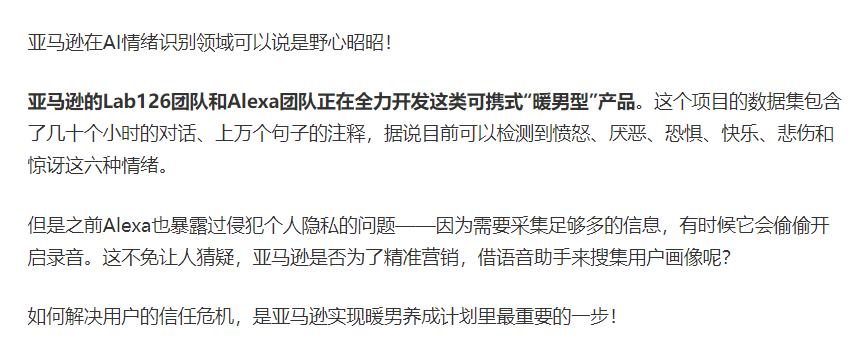 亚马逊在AI情绪识别领域可以说是野心昭昭！
亚马逊的Lab126团队和Alexa团队正在全力开发这类可携式“暖男型”产品。这个项目的数据集包含
了几十个小时的对话、上万个句子的注释，据说目前可以检测到愤怒、厌恶、恐惧、快乐、悲伤和
惊讶这六种情绪。
但是之前Alexa也暴露过侵犯个人隐私的问题——因为需要采集足够多的信息，有时候它会偷偷开
启录音。这不免让人猜疑，亚马逊是否为了精准营销，借语音助手来搜集用户画像呢？
如何解决用户的信任危机，是亚马逊实现暖男养成计划里最重要的一步！